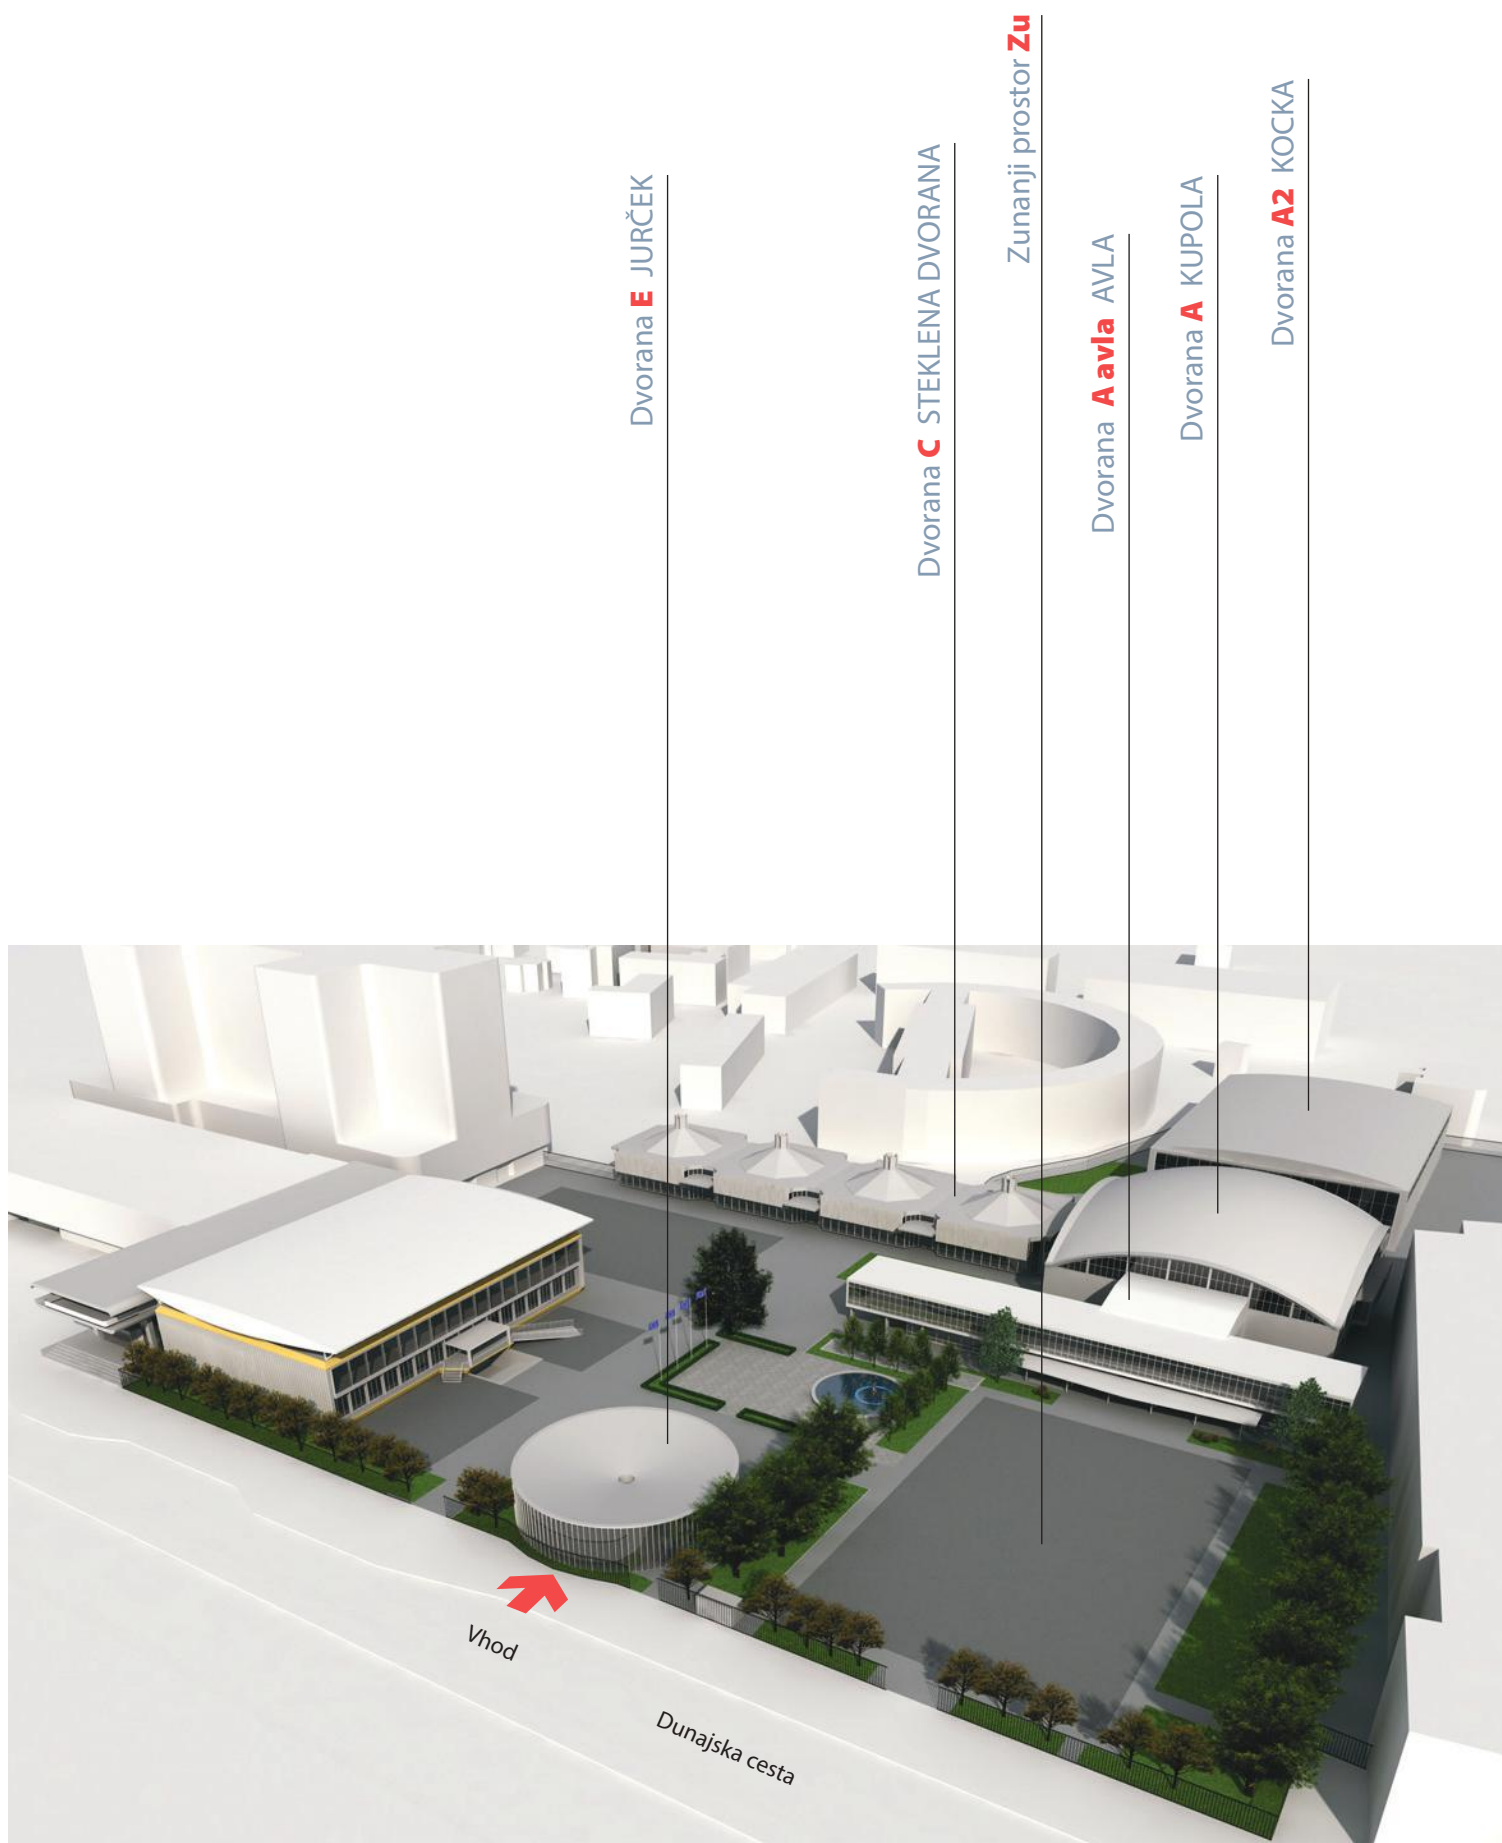 Dvorana E JURČEK
Dvorana C STEKLENA DVORANA
Zunanji prostor Zu
Dvorana A avla AVLA
Dvorana A KUPOLA
Dvorana A2 KOCKA
Vhod
Dunajska cesta